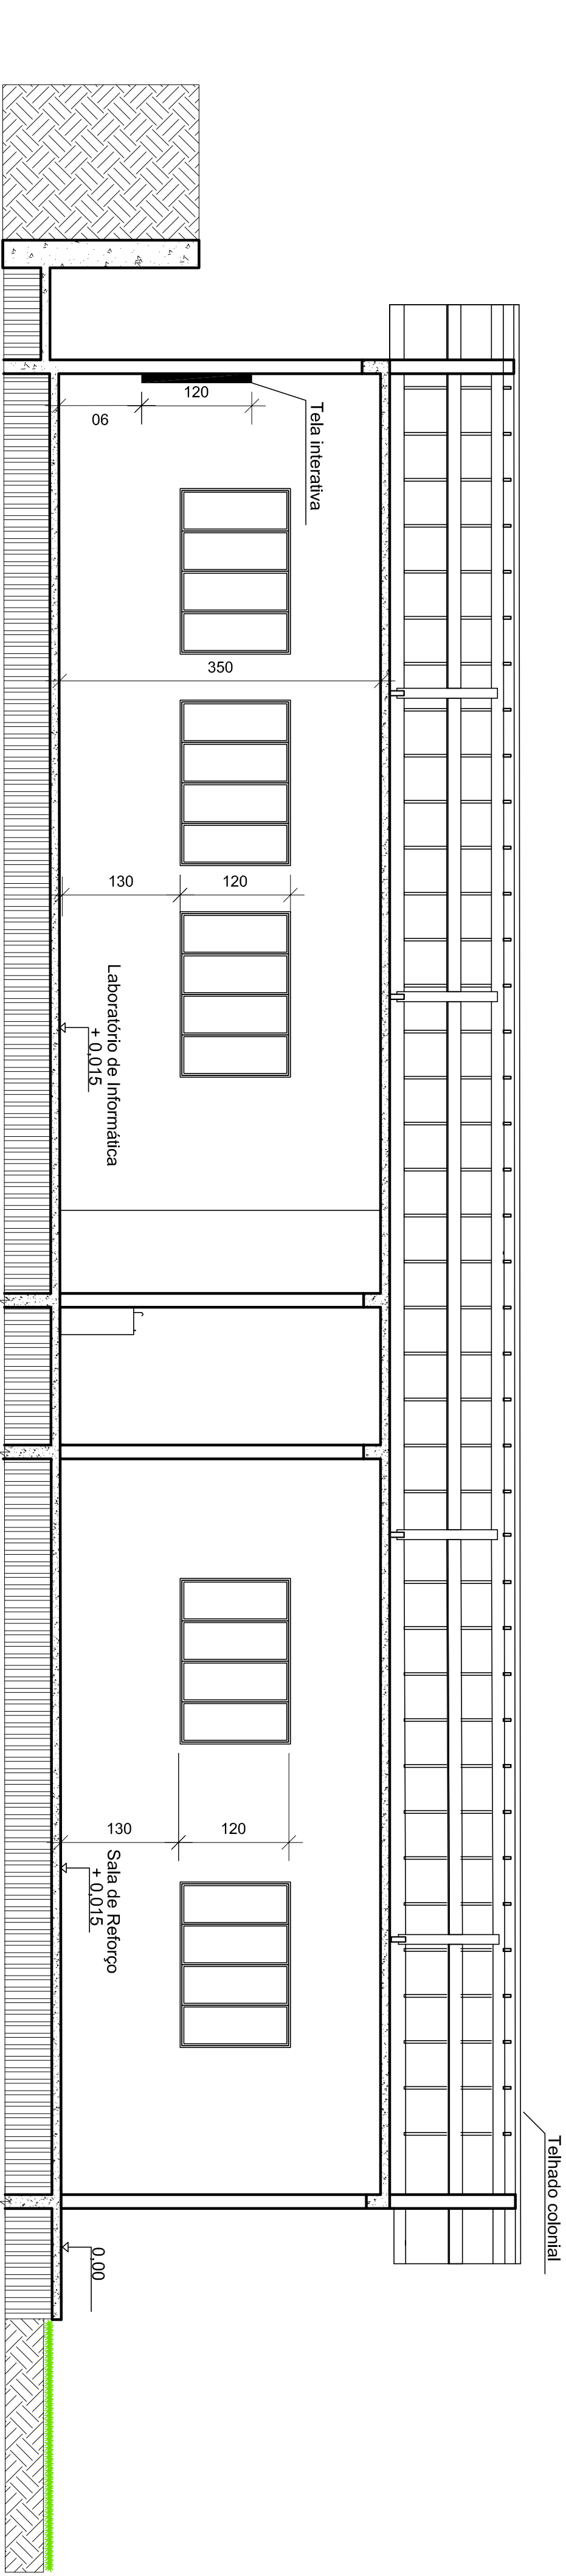 Telhado colonial
Tela interativa
120
90
350
130
120
Laboratório de Informática
+ 0,015
130
120
Sala de Reforço
+ 0,015
0,00